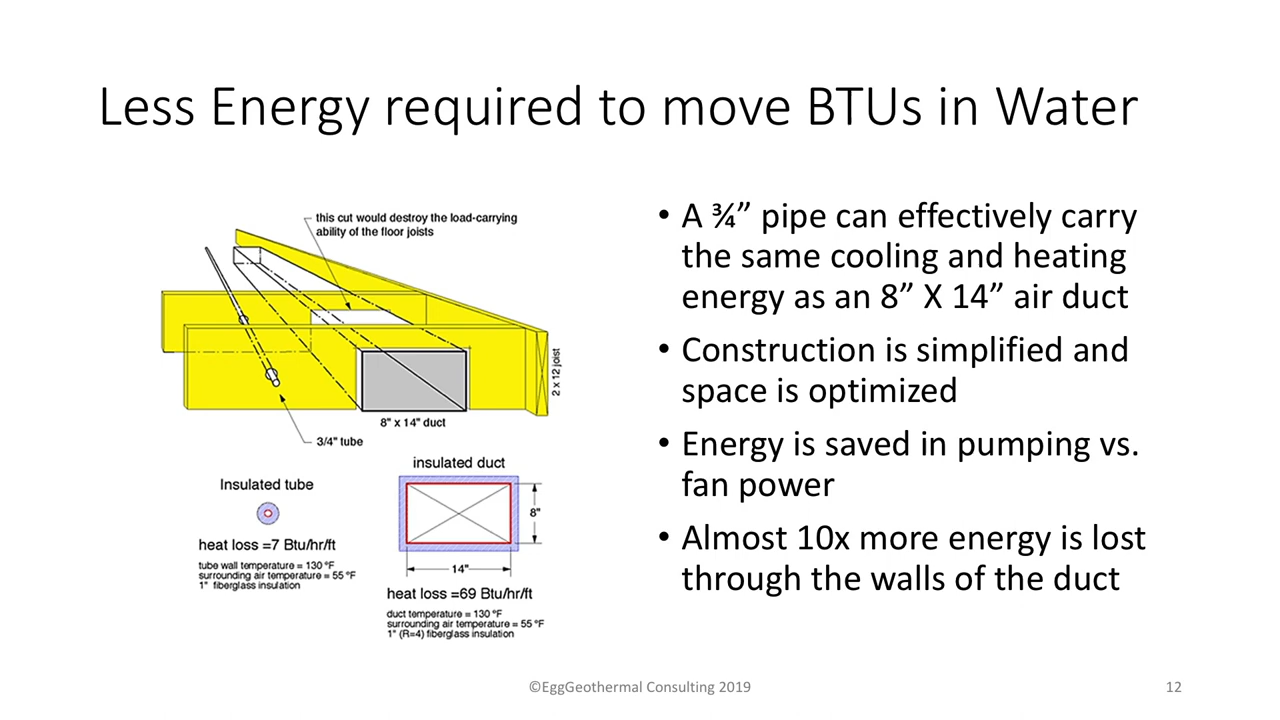 Less Energy required to move BTUs in Water
this cut would destroy the load-carrying
ability of the floor joists
2 x 12 joist
8" x 14" duct
3/4" tube
insulated duct
Insulated tube
8"
14"
heat loss =7 Btu/hr/ft
tube wall temperature = 130 ºF
surrounding air temperature = 55 ºF
1" fiberglass insulation
heat loss =69 Btu/hr/ft
duct temperature = 130 ºF
surrounding air temperature = 55 ºF
1" (R=4) fiberglass insulation
• A ¾” pipe can effectively carry
the same cooling and heating
energy as an 8” X 14” air duct
• Construction is simplified and
space is optimized
• Energy is saved in pumping vs.
fan power
• Almost 10x more energy is lost
through the walls of the duct
©EggGeothermal Consulting 2019
12